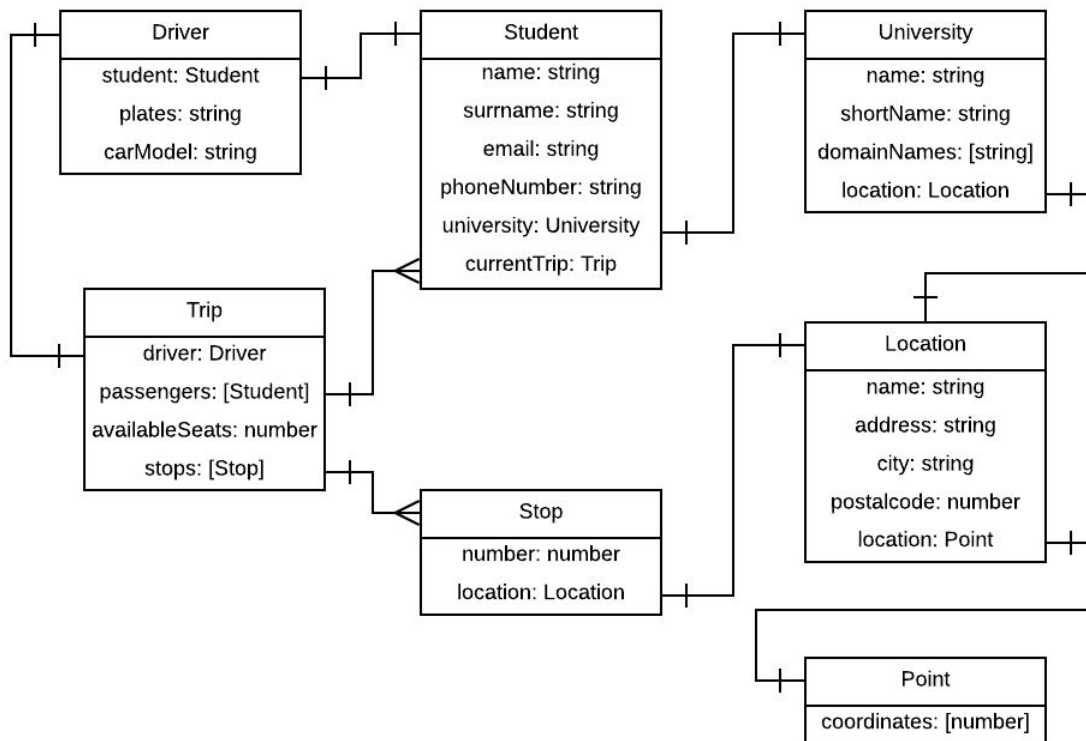 Driver
student: Student
plates: string
carModel: string
Student
name: string
surrname: string
email: string
phoneNumber: string
university: University
currentTrip: Trip
University
name: string
shortName: string
domainNames: [string]
location: Location
Trip
driver: Driver
passengers: [Student]
availableSeats: number
stops: [Stop]
Stop
number: number
location: Location
Location
name: string
address: string
city: string
postalcode: number
location: Point
Point
coordinates: [number]